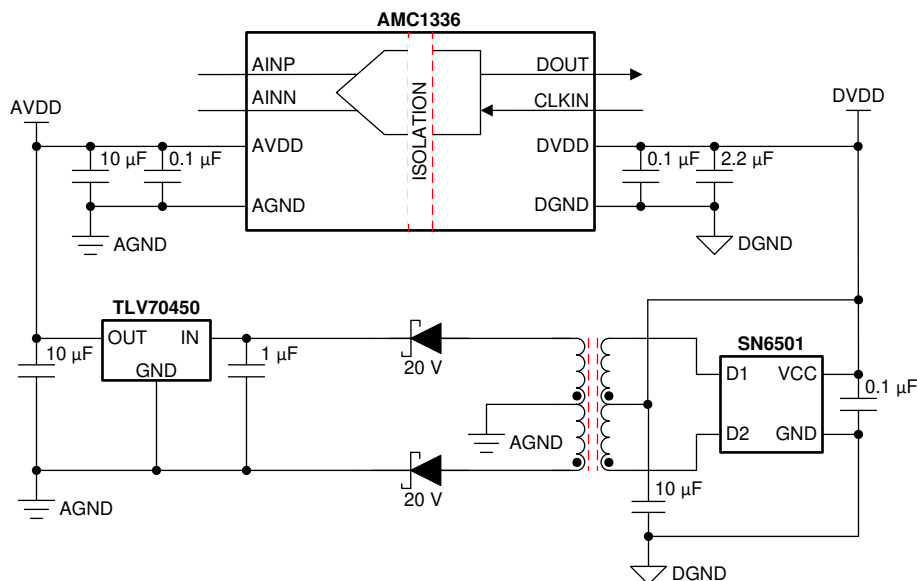 AMC1336
AINP
DOUT
AINN
CLKIN
ISOLATION
AVDD
DVDD
10 µF
0.1 µF
AVDD
DVDD
0.1 µF
2.2 µF
AGND
DGND
AGND
DGND
TLV70450
OUT
IN
GND
10 µF
1 µF
20 V
AGND
SN6501
D1
VCC
D2
GND
0.1 µF
20 V
10 µF
AGND
DGND